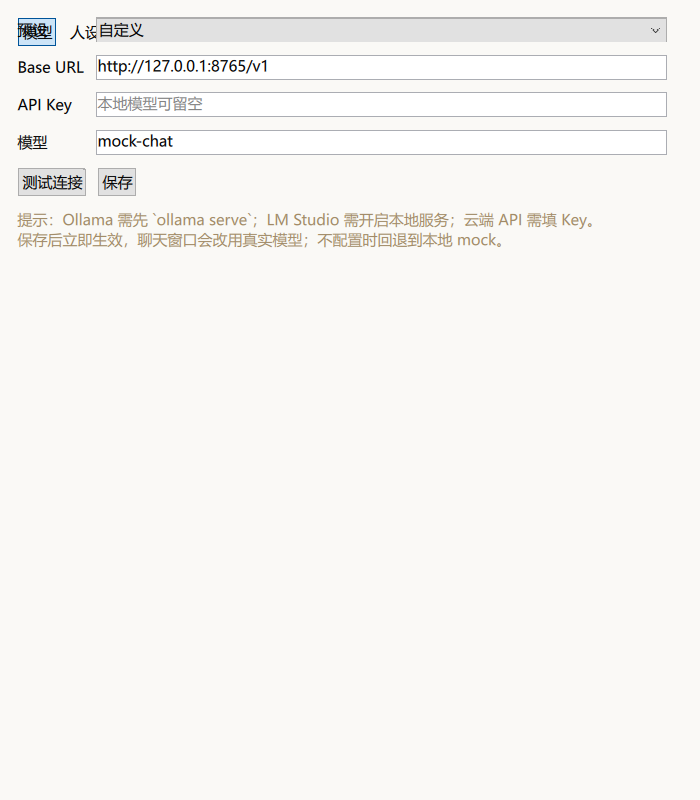 模型 人设
预设 自定义
Base URL http://127.0.0.1:8765/v1
API Key 本地模型可留空
模型 mock-chat
测试连接 保存
提示：Ollama 需先 `ollama serve`；LM Studio 需开启本地服务；云端 API 需填 Key。
保存后立即生效，聊天窗口会改用真实模型；不配置时回退到本地 mock。